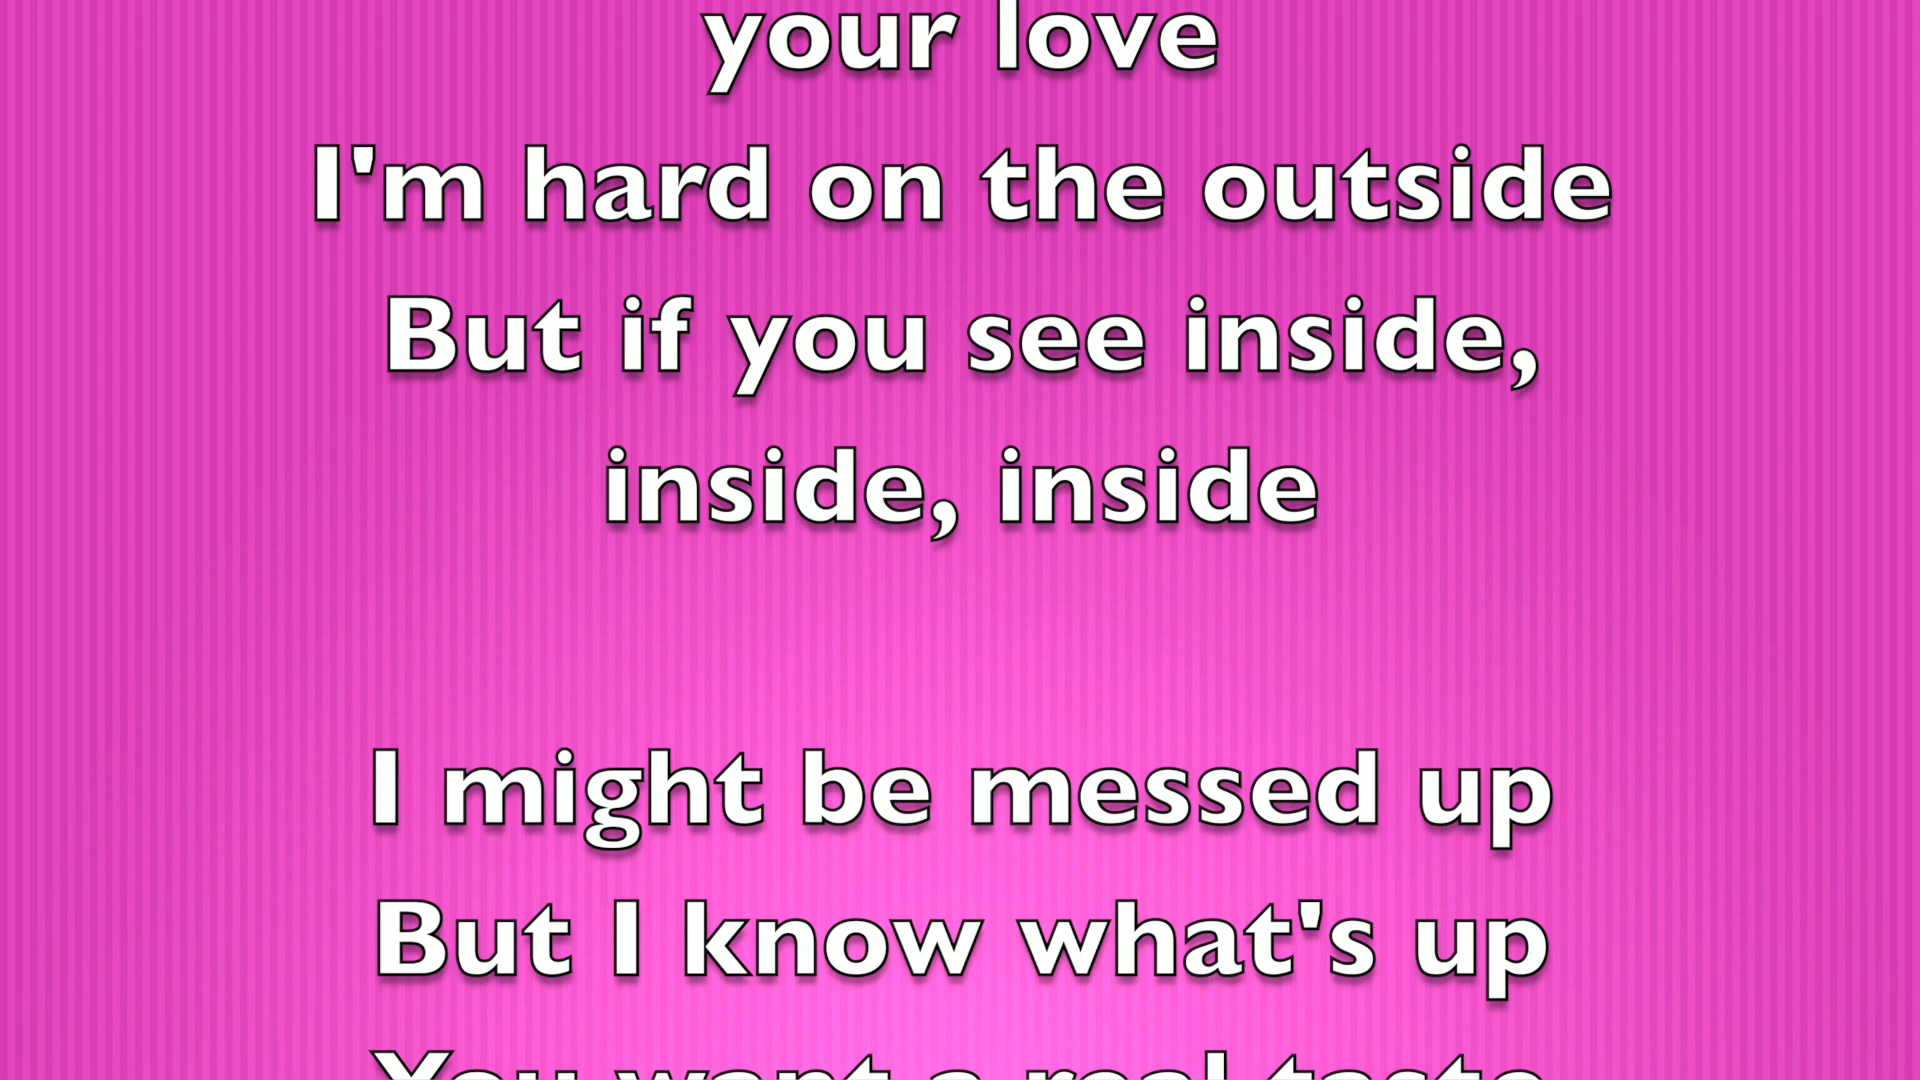 your love
I'm hard on the outside
But if you see inside,
inside, inside
I might be messed up
But I know what's up
You want a real taste